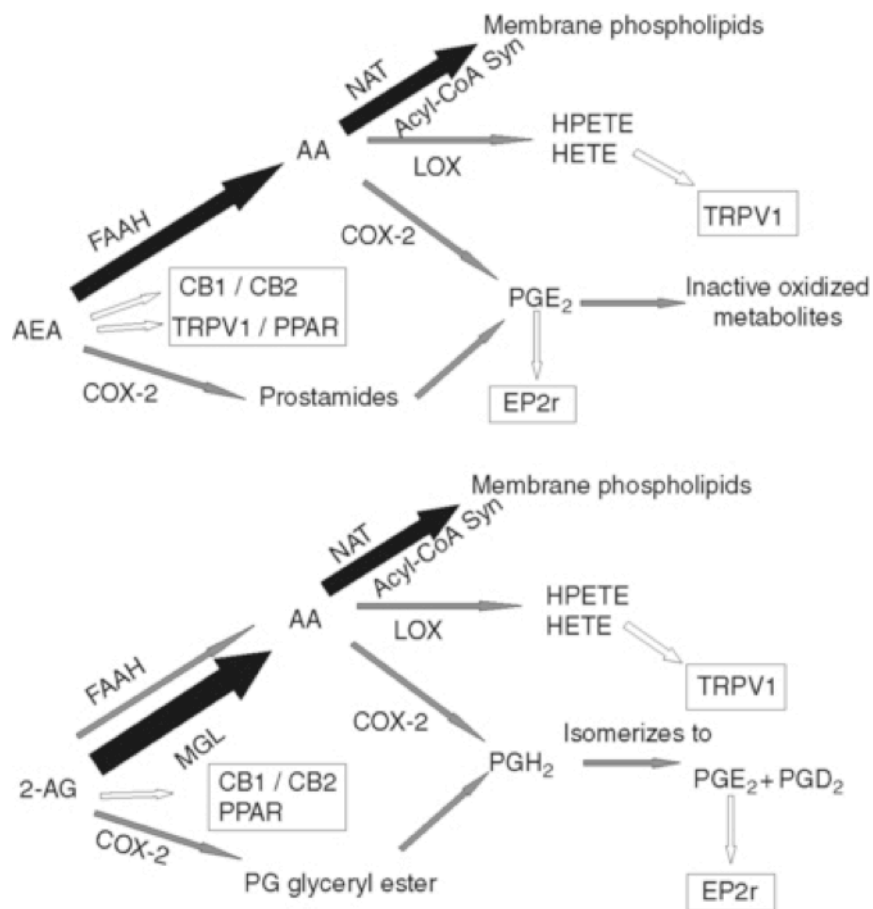 Membrane phospholipids
NAT
Acyl-CoA Syn
AA
HPETE
HETE
LOX
TRPV1
FAAH
COX-2
CB1 / CB2
TRPV1 / PPAR
AEA
PGE2
Inactive oxidized
metabolites
COX-2
Prostamides
EP2r
Membrane phospholipids
NAT
Acyl-CoA Syn
AA
HPETE
HETE
LOX
FAAH
TRPV1
MGL
COX-2
Isomerizes to
PGH2
2-AG
CB1 / CB2
PPAR
PGE2+PGD2
COX-2
PG glyceryl ester
EP2r